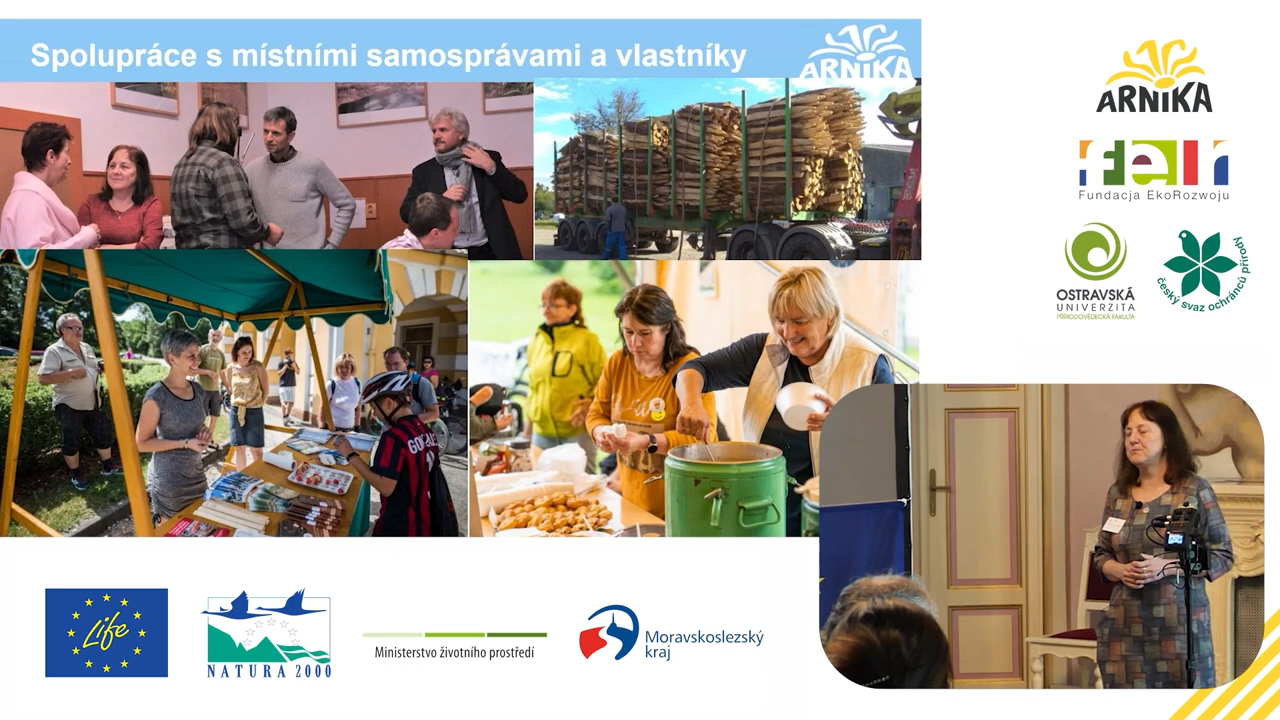 Spolupráce s místními samosprávami a vlastníky
ARNIKA
ARNIKA
feri
Fundacja EkoRozwoju
OSTRAVSKÁ
UNIVERZITA
PŘÍRODOVĚDECKÁ FAKULTA
český svaz ochránců přírody
Life
NATURA 2000
Ministerstvo životního prostředí
Moravskoslezský
kraj